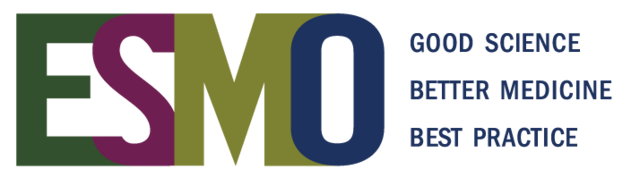 ESMO
GOOD SCIENCE
BETTER MEDICINE
BEST PRACTICE